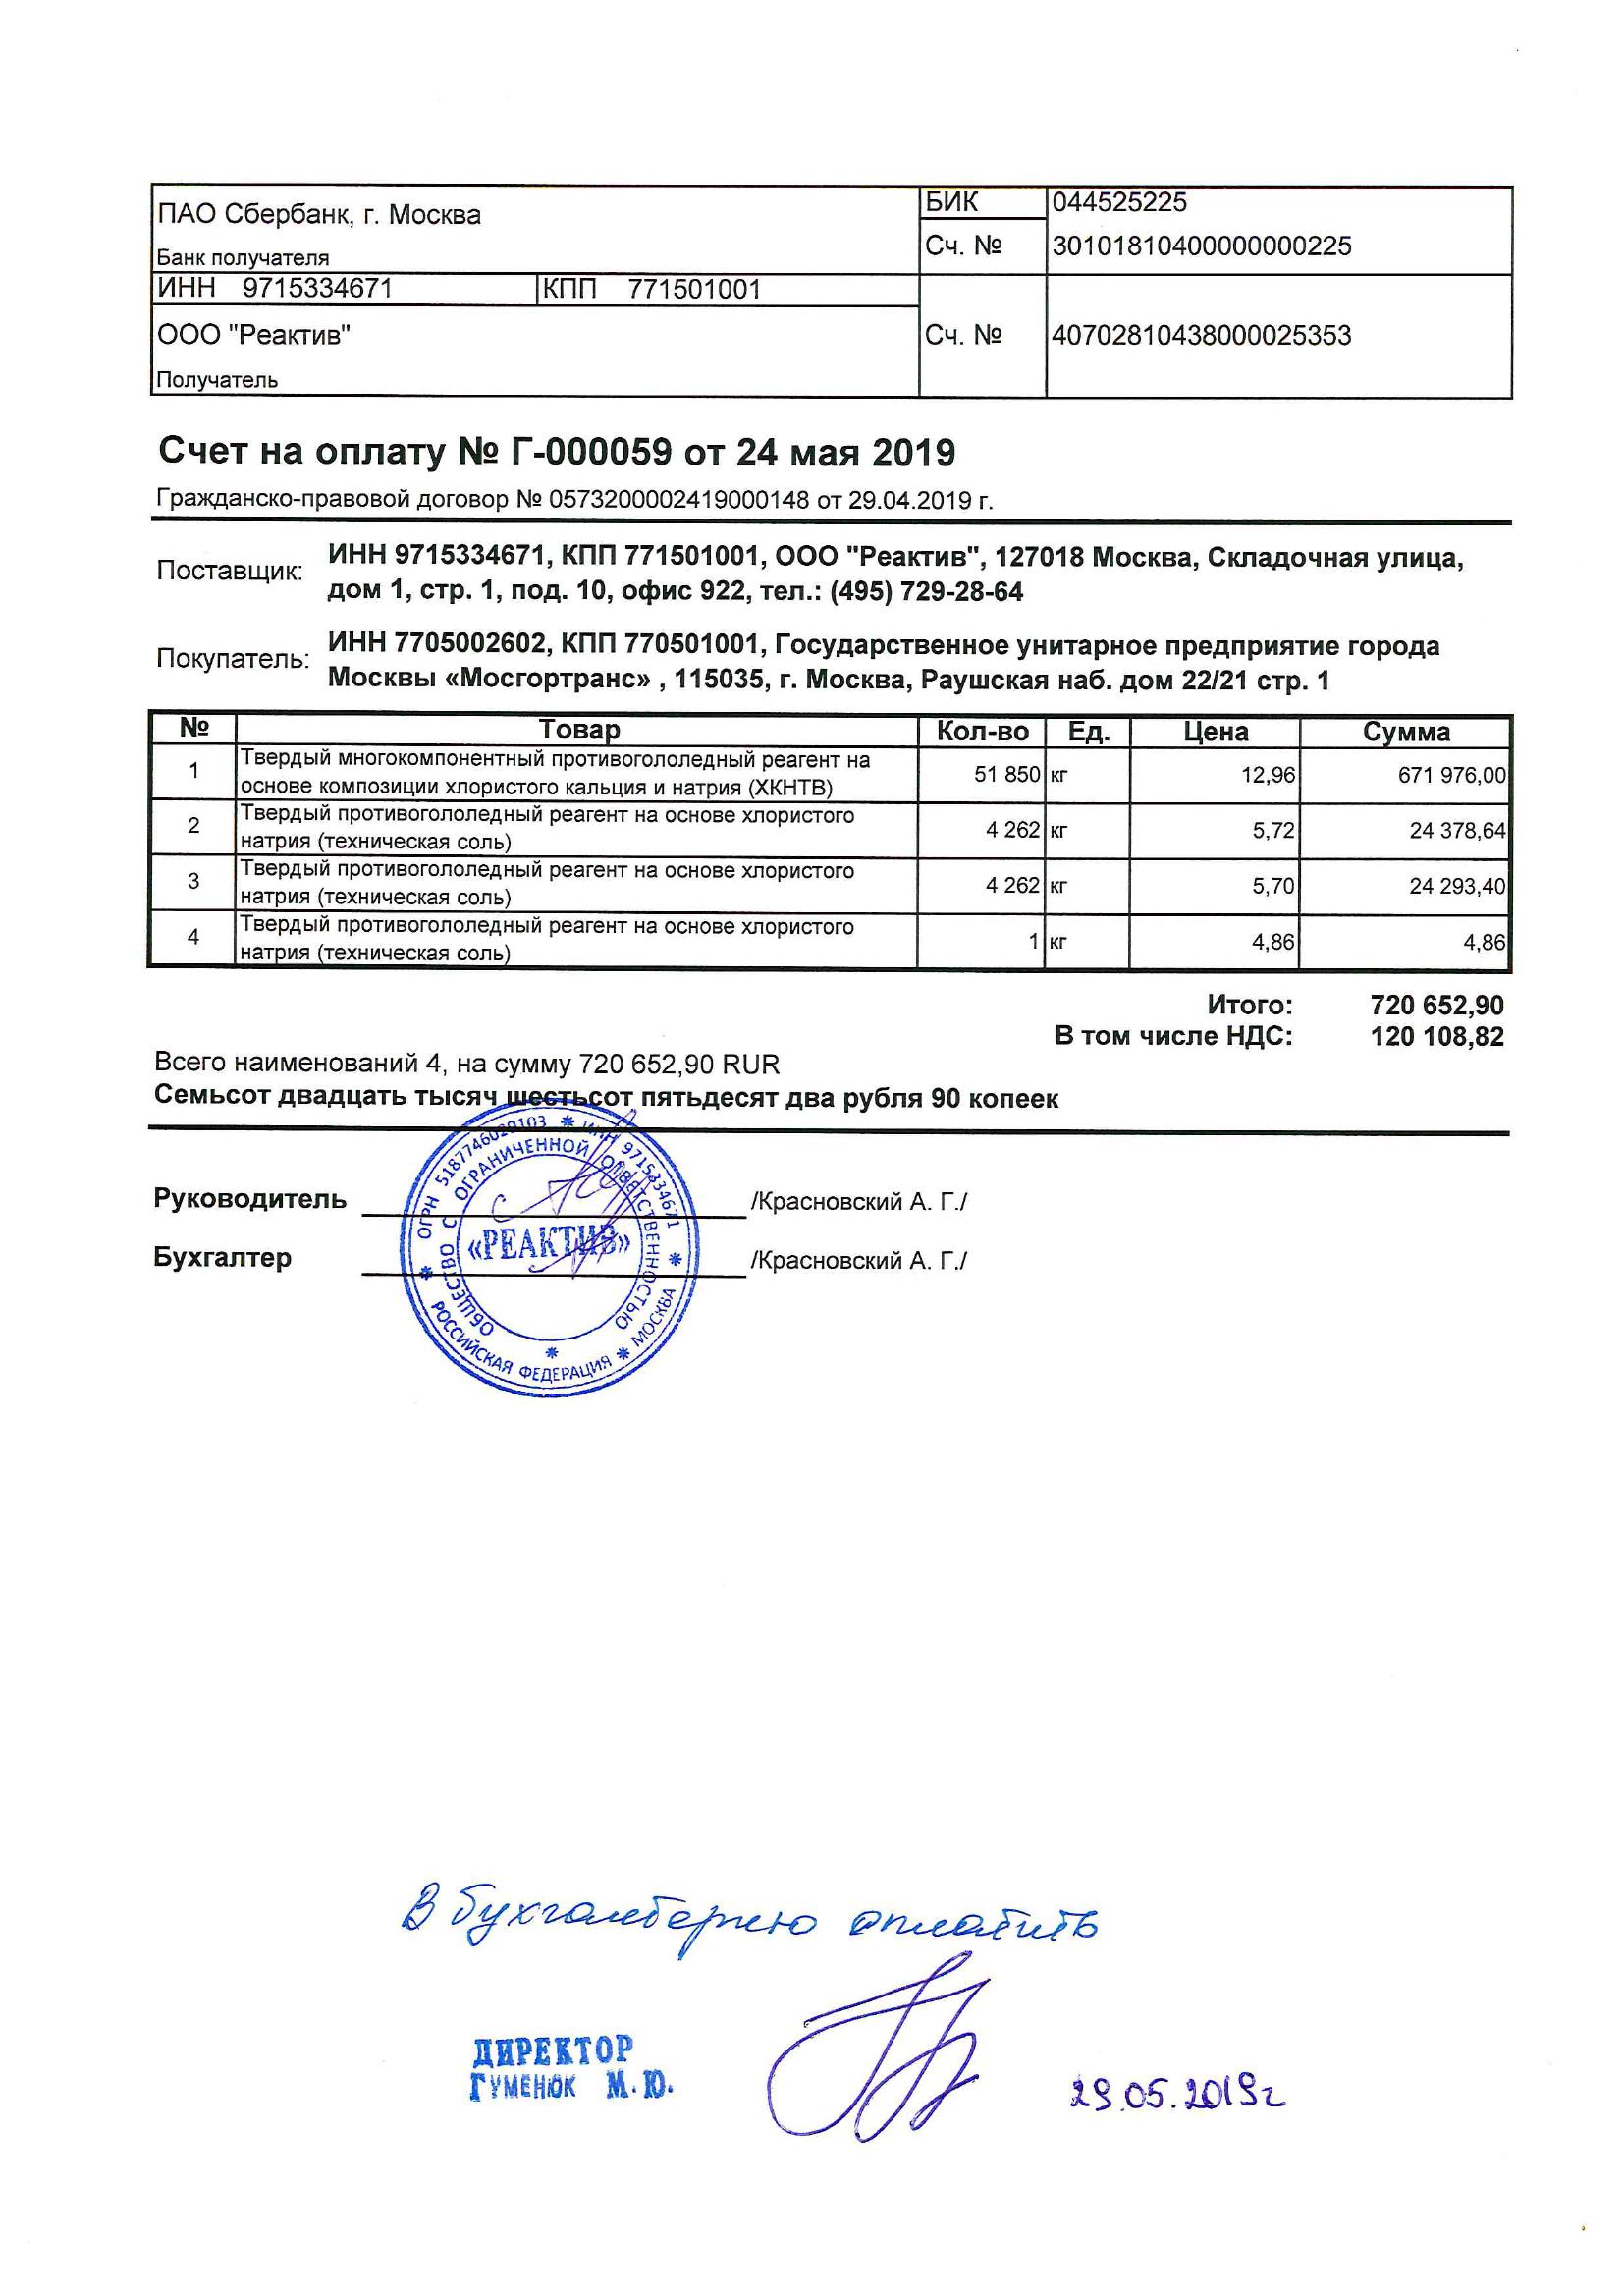 ПАО Сбербанк, г. Москва
БИК 044525225
Сч. № 30101810400000000225
Банк получателя
ИНН 9715334671 КПП 771501001
ООО "Реактив"
Сч. № 40702810438000025353
Получатель
Счет на оплату № Г-000059 от 24 мая 2019
Гражданско-правовой договор № 0573200002419000148 от 29.04.2019 г.
Поставщик: ИНН 9715334671, КПП 771501001, ООО "Реактив", 127018 Москва, Складочная улица,
дом 1, стр. 1, под. 10, офис 922, тел.: (495) 729-28-64
Покупатель: ИНН 7705002602, КПП 770501001, Государственное унитарное предприятие города
Москвы «Мосгортранс» , 115035, г. Москва, Раушская наб. дом 22/21 стр. 1
№ Товар Кол-во Ед. Цена Сумма
1 Твердый многокомпонентный противогололедный реагент на
основе композиции хлористого кальция и натрия (ХКНТВ) 51 850 кг 12,96 671 976,00
2 Твердый противогололедный реагент на основе хлористого
натрия (техническая соль) 4 262 кг 5,72 24 378,64
3 Твердый противогололедный реагент на основе хлористого
натрия (техническая соль) 4 262 кг 5,70 24 293,40
4 Твердый противогололедный реагент на основе хлористого
натрия (техническая соль) 1 кг 4,86 4,86
Итого: 720 652,90
В том числе НДС: 120 108,82
Всего наименований 4, на сумму 720 652,90 RUR
Семьсот двадцать тысяч шестьсот пятьдесят два рубля 90 копеек
Руководитель /Красновский А. Г./
Бухгалтер /Красновский А. Г./
ОГРН ИНН 9715334671
РОССИЙСКАЯ ФЕДЕРАЦИЯ МОСКВА
ОБЩЕСТВО С ОГРАНИЧЕННОЙ ОТВЕТСТВЕННОСТЬЮ
«РЕАКТИВ»
В бухгалтерию оплатить
ДИРЕКТОР
ГУМЕНЮК М.Ю.
29.05.2019г